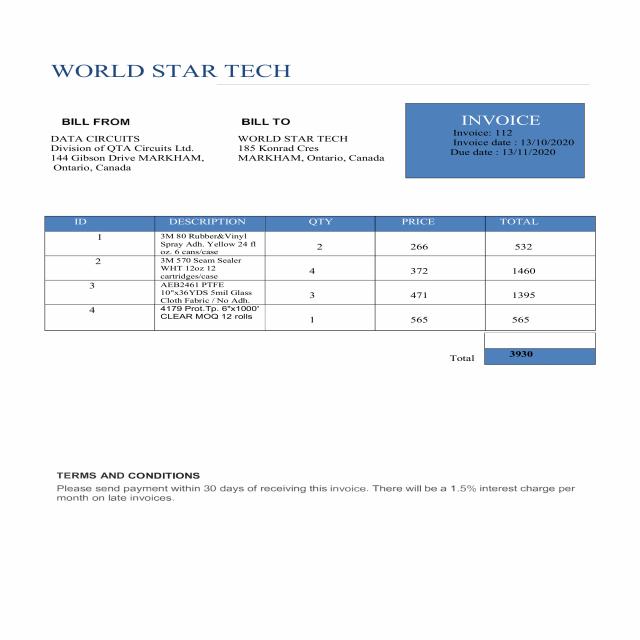 WORLD STAR TECH
BILL FROM
DATA CIRCUITS
Division of QTA Circuits Ltd.
144 Gibson Drive MARKHAM,
Ontario, Canada
BILL TO
WORLD STAR TECH
185 Konrad Cres
MARKHAM, Ontario, Canada
INVOICE
Invoice: 112
Invoice date : 13/10/2020
Due date : 13/11/2020
ID DESCRIPTION QTY PRICE TOTAL
1
3M 80 Rubber&Vinyl
Spray Adh. Yellow 24 fl
oz. 6 cans/case
2 266 532
2
3M 570 Seam Sealer
WHT 12oz 12
cartridges/case
4 372 1460
3
AEB2461 PTFE
10"x36YDS 5mil Glass
Cloth Fabric / No Adh.
3 471 1395
4
4179 Prot.Tp. 6"x1000'
CLEAR MOQ 12 rolls
1 565 565
Total 3930
TERMS AND CONDITIONS
Please send payment within 30 days of receiving this invoice. There will be a 1.5% interest charge per
month on late invoices.